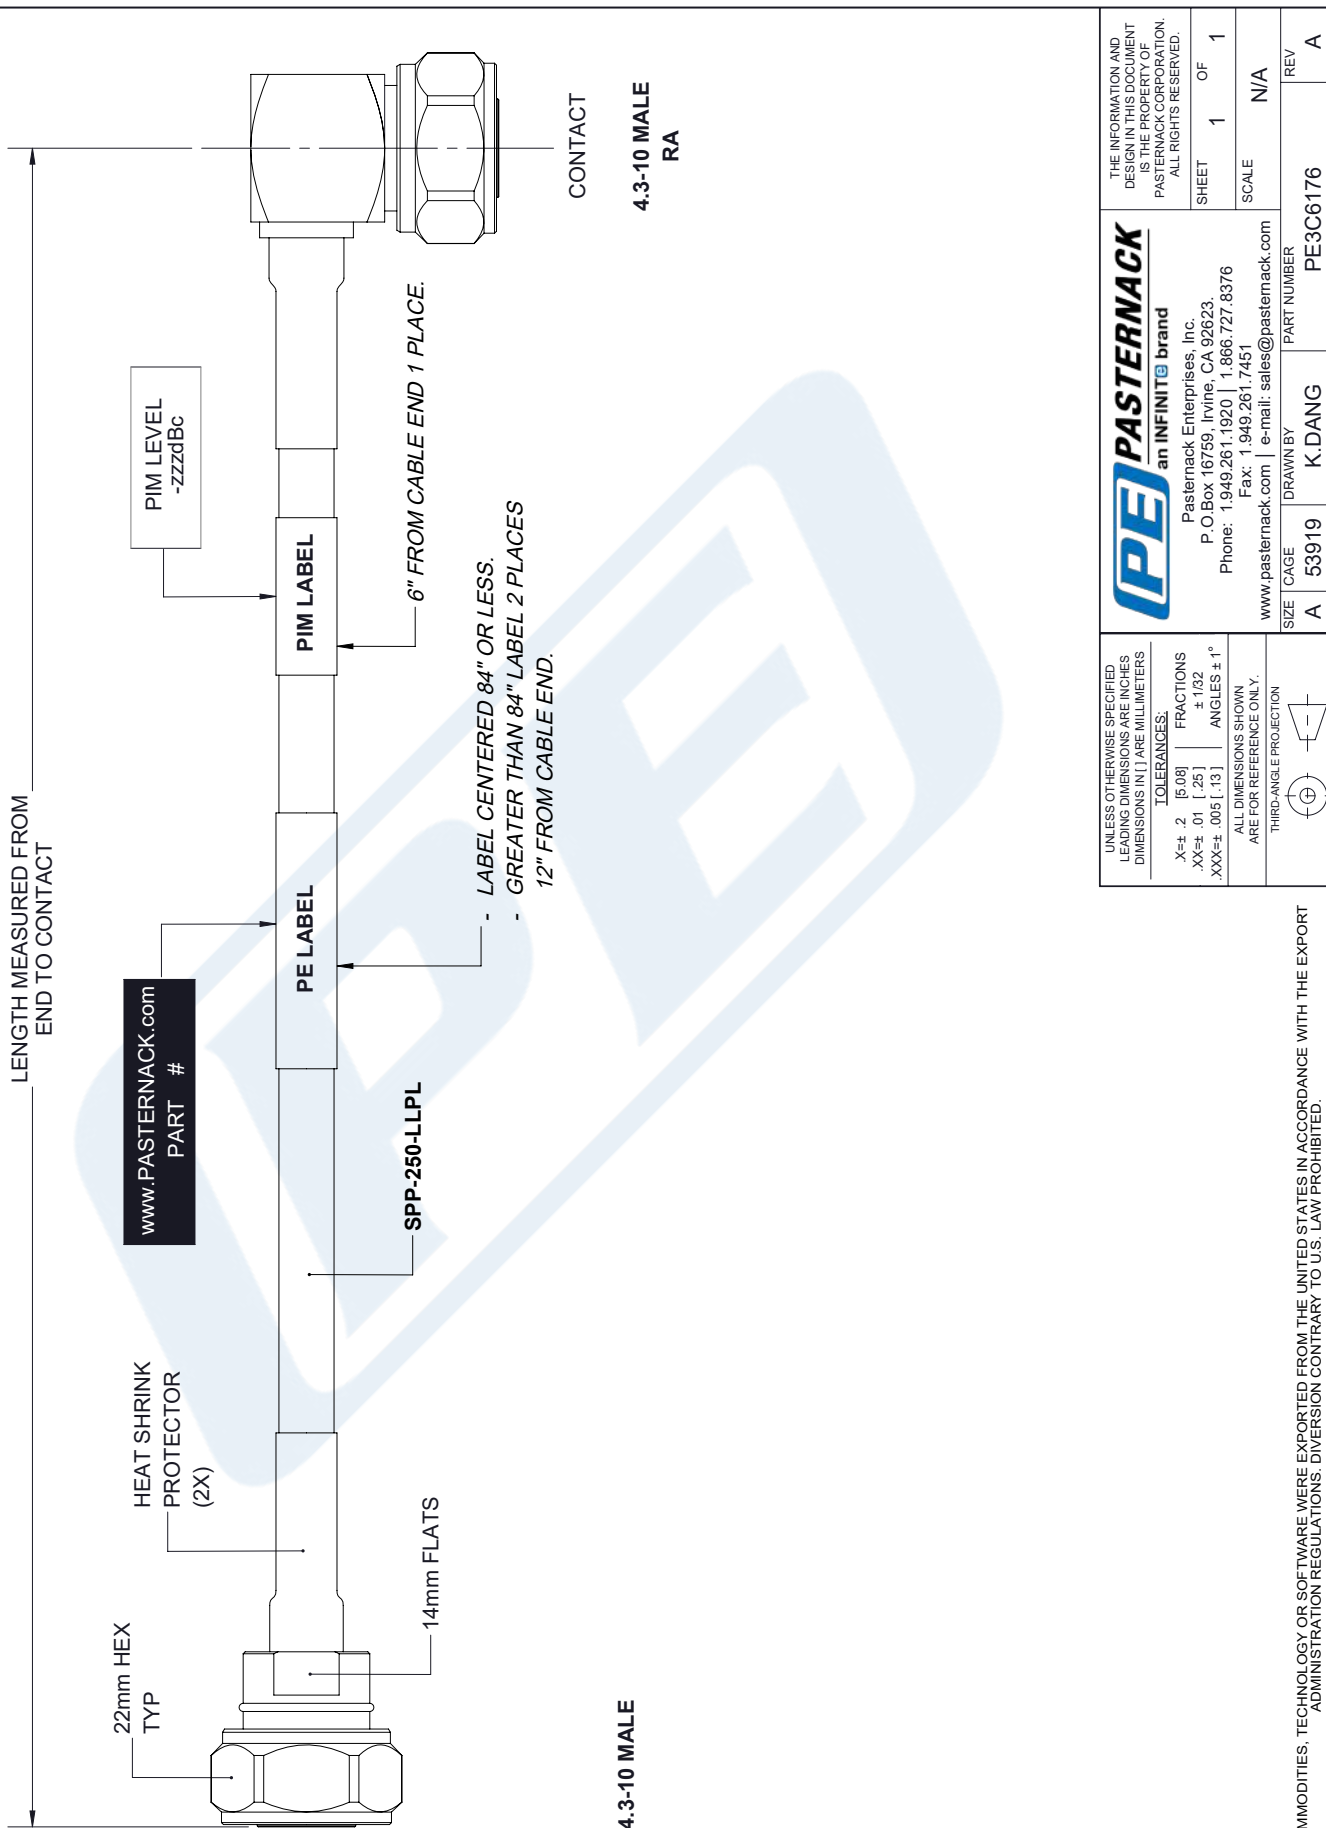 LENGTH MEASURED FROM
END TO CONTACT
22mm HEX
TYP
HEAT SHRINK
PROTECTOR
(2X)
www.PASTERNACK.com
PART #
PIM LEVEL
-zzzdBc
PE LABEL
PIM LABEL
14mm FLATS
SPP-250-LLPL
- LABEL CENTERED 84" OR LESS.
- GREATER THAN 84" LABEL 2 PLACES
12" FROM CABLE END.
6" FROM CABLE END 1 PLACE.
CONTACT
4.3-10 MALE
4.3-10 MALE
RA
UNLESS OTHERWISE SPECIFIED
LEADING DIMENSIONS ARE INCHES
DIMENSIONS IN [ ] ARE MILLIMETERS
TOLERANCES:
.X=± .2 [5.08]
.XX=± .01 [.25]
.XXX=± .005 [.13]
FRACTIONS
± 1/32
ANGLES ± 1°
ALL DIMENSIONS SHOWN
ARE FOR REFERENCE ONLY.
THIRD-ANGLE PROJECTION
PE PASTERNACK
an INFINITe brand
Pasternack Enterprises, Inc.
P.O.Box 16759, Irvine, CA 92623.
Phone: 1.949.261.1920 | 1.866.727.8376
Fax: 1.949.261.7451
www.pasternack.com | e-mail: sales@pasternack.com
THE INFORMATION AND
DESIGN IN THIS DOCUMENT
IS THE PROPERTY OF
PASTERNACK CORPORATION.
ALL RIGHTS RESERVED.
SHEET 1 OF 1
SCALE N/A
SIZE A
CAGE 53919
DRAWN BY K.DANG
PART NUMBER PE3C6176
REV A
MMODITIES, TECHNOLOGY OR SOFTWARE WERE EXPORTED FROM THE UNITED STATES IN ACCORDANCE WITH THE EXPORT
ADMINISTRATION REGULATIONS. DIVERSION CONTRARY TO U.S. LAW PROHIBITED.
PE